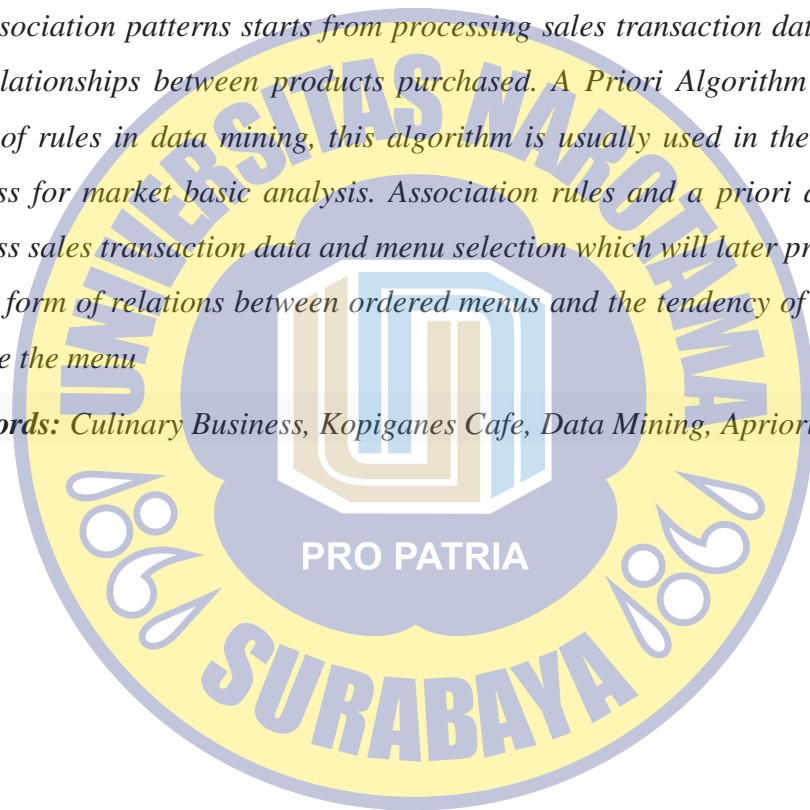 sociation patterns starts from processing sales transaction dat
elationships between products purchased. A Priori Algorithm
of rules in data mining, this algorithm is usually used in the
ss for market basic analysis. Association rules and a priori a
ss sales transaction data and menu selection which will later pr
form of relations between ordered menus and the tendency of
e the menu
ords: Culinary Business, Kopiganes Cafe, Data Mining, Apriori
UNIVERSITAS NAROTAMA
PRO PATRIA
SURABAYA